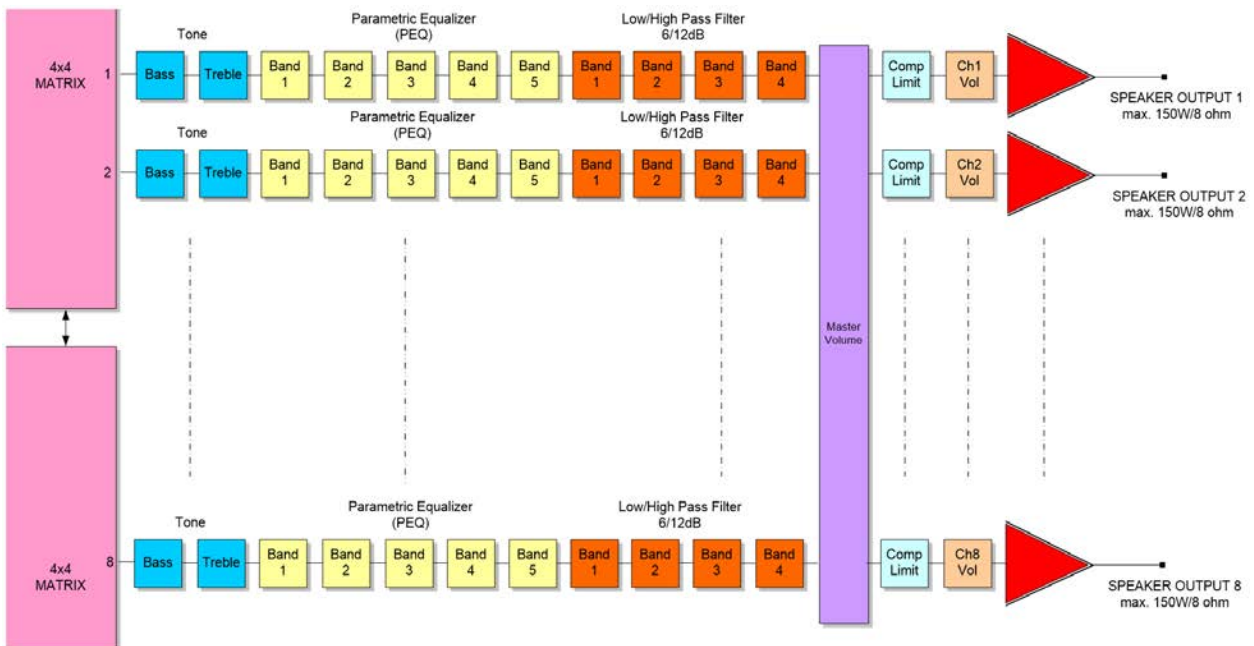 4x4
MATRIX
1
2
Tone
Parametric Equalizer
(PEQ)
Low/High Pass Filter
6/12dB
Bass
Treble
Band
1
Band
2
Band
3
Band
4
Band
5
Band
1
Band
2
Band
3
Band
4
Comp
Limit
Ch1
Vol
SPEAKER OUTPUT 1
max. 150W/8 ohm
Tone
Parametric Equalizer
(PEQ)
Low/High Pass Filter
6/12dB
Bass
Treble
Band
1
Band
2
Band
3
Band
4
Band
5
Band
1
Band
2
Band
3
Band
4
Comp
Limit
Ch2
Vol
SPEAKER OUTPUT 2
max. 150W/8 ohm
Master
Volume
4x4
MATRIX
8
Tone
Parametric Equalizer
(PEQ)
Low/High Pass Filter
6/12dB
Bass
Treble
Band
1
Band
2
Band
3
Band
4
Band
5
Band
1
Band
2
Band
3
Band
4
Comp
Limit
Ch8
Vol
SPEAKER OUTPUT 8
max. 150W/8 ohm